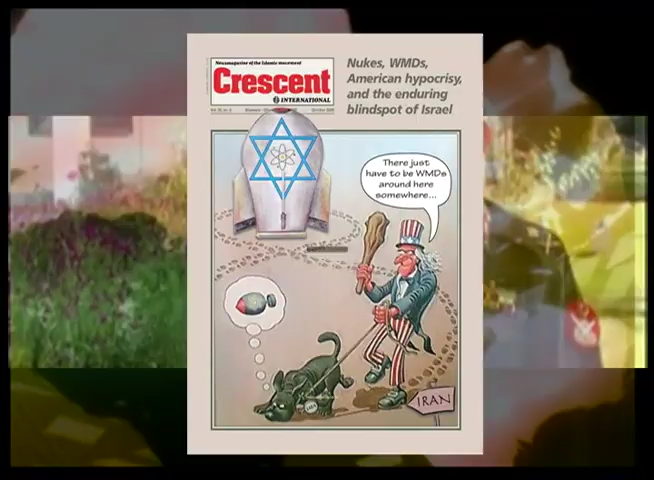 Newsmagazine of the Islamic movement
Crescent
INTERNATIONAL
Nukes, WMDs,
American hypocrisy,
and the enduring
blindspot of Israel
There just
have to be WMDs
around here
somewhere...
IRAN